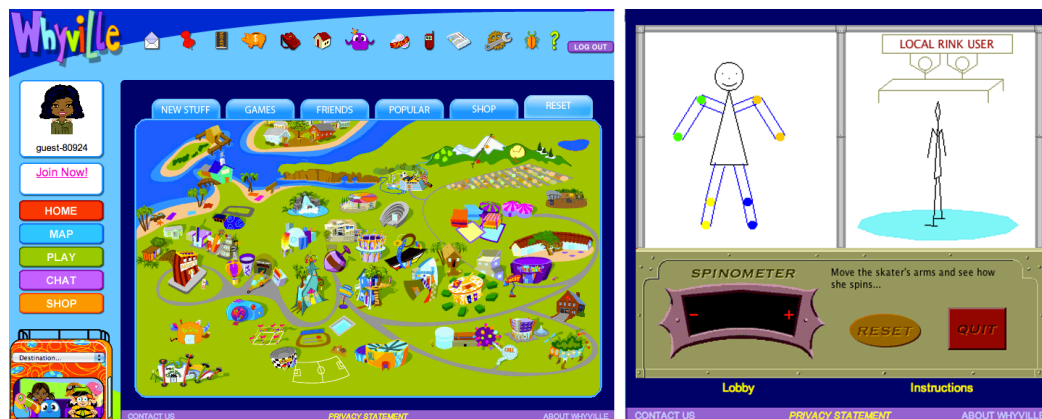 Whyville
LOG OUT
guest-80924
Join Now!
HOME
MAP
PLAY
CHAT
SHOP
Destination...
NEW STUFF
GAMES
FRIENDS
POPULAR
SHOP
RESET
CONTACT US
PRIVACY STATEMENT
ABOUT WHYVILLE
LOCAL RINK USER
SPINOMETER
Move the skater's arms and see how
she spins...
- +
RESET
QUIT
Lobby
Instructions
CONTACT US
PRIVACY STATEMENT
ABOUT WHYVILLE